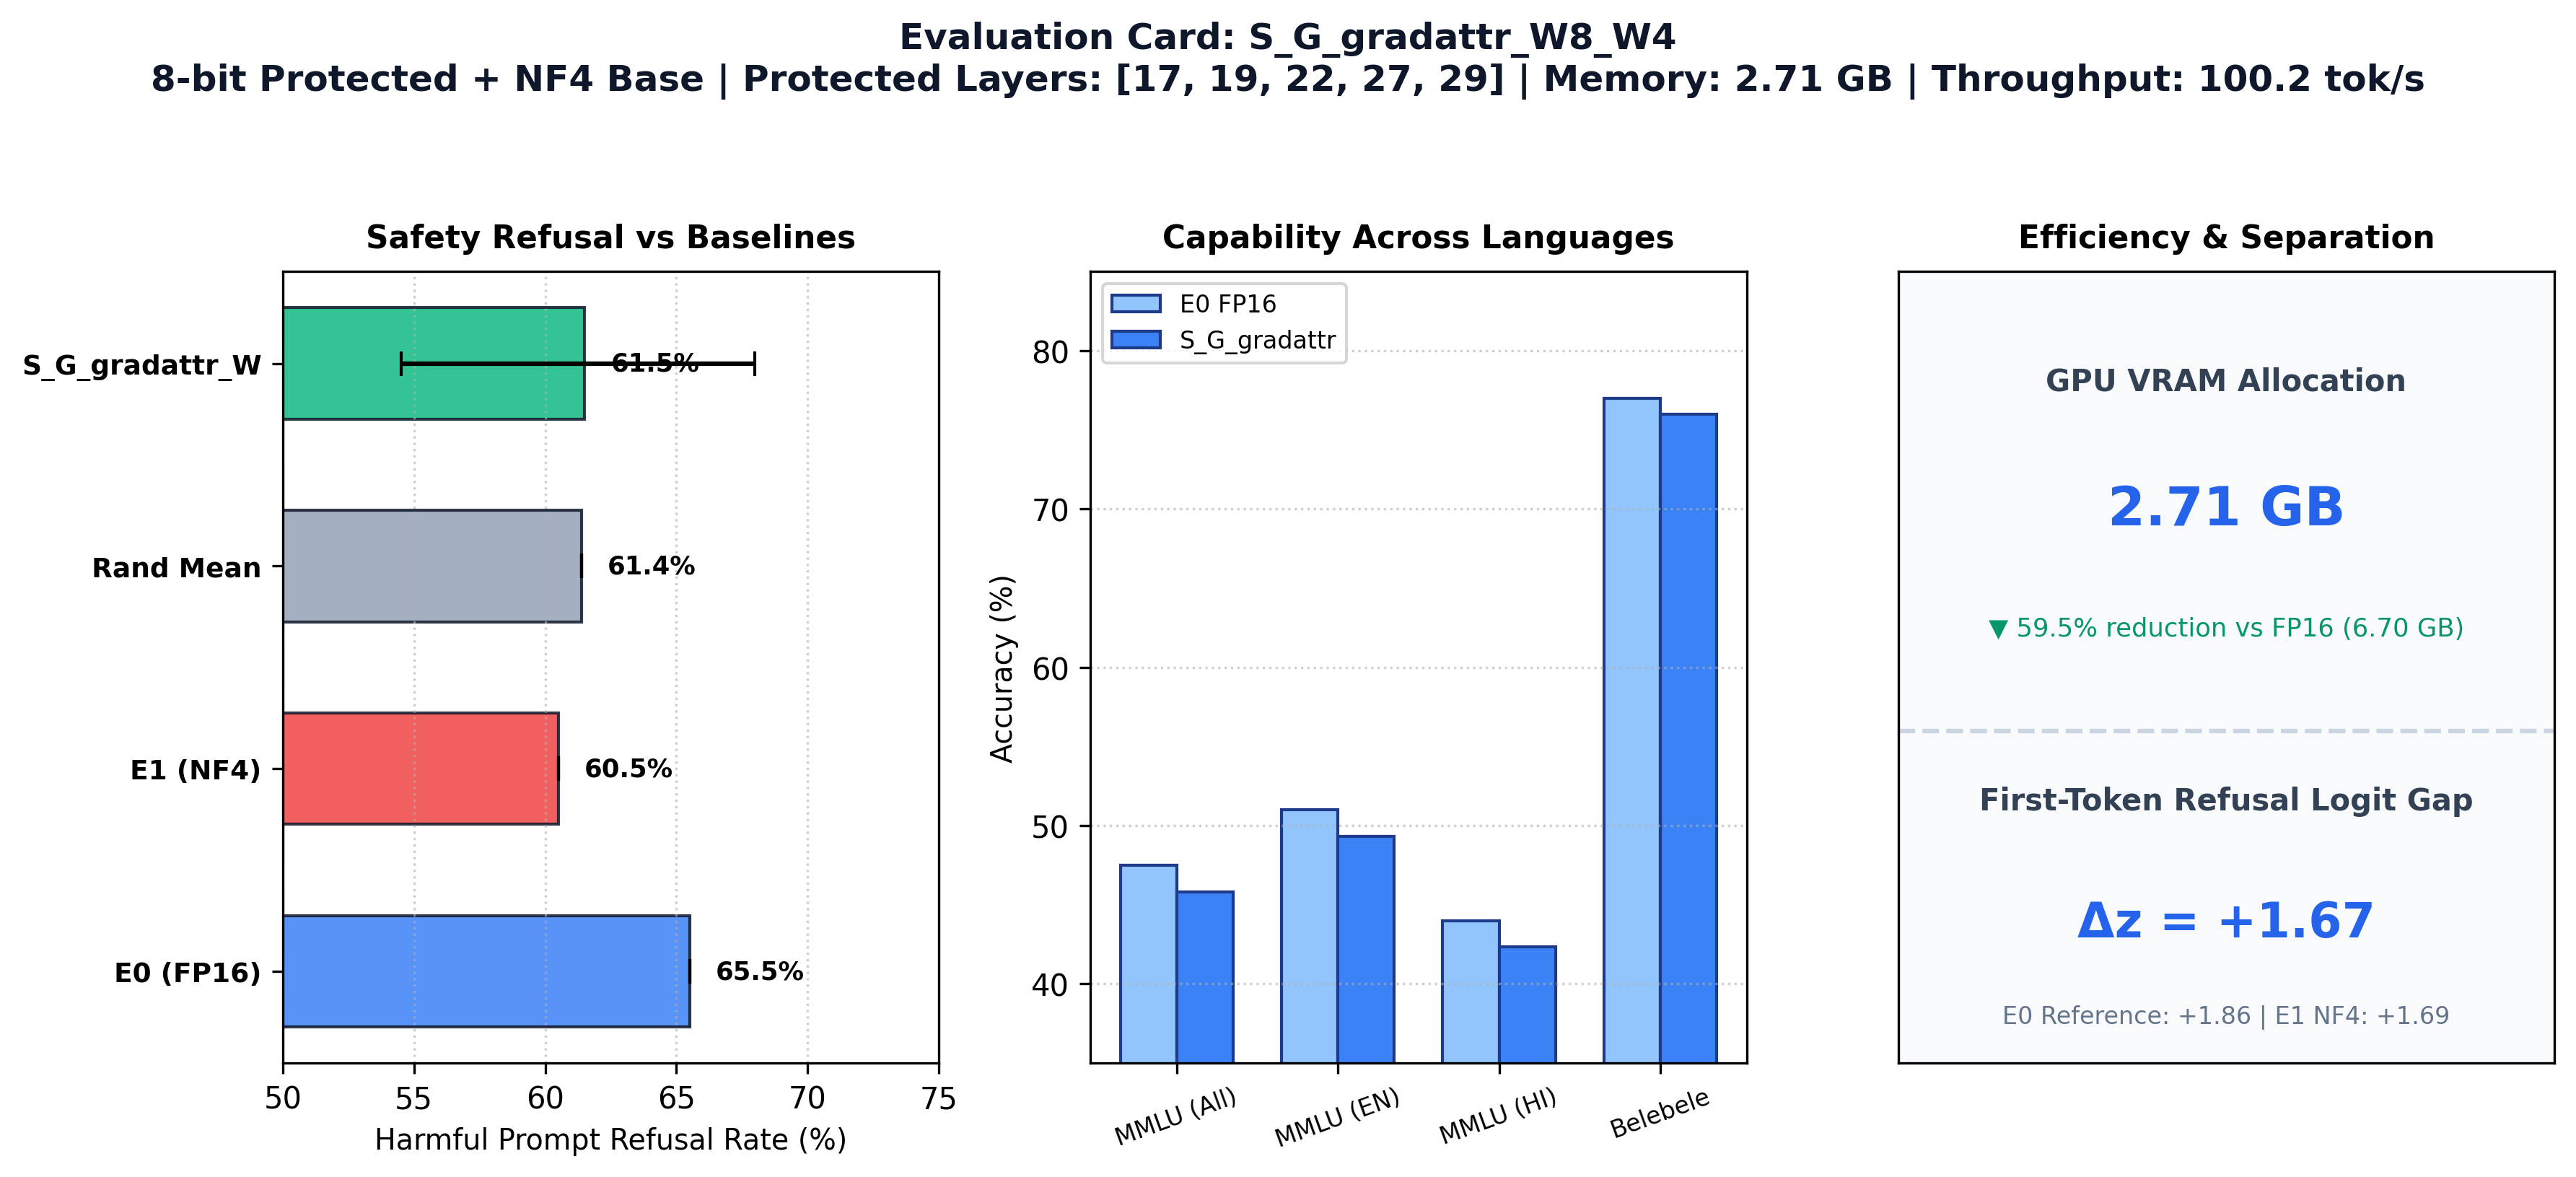 Evaluation Card: S_G_gradattr_W8_W4
8-bit Protected + NF4 Base | Protected Layers: [17, 19, 22, 27, 29] | Memory: 2.71 GB | Throughput: 100.2 tok/s
Safety Refusal vs Baselines
S_G_gradattr_W
61.5%
Rand Mean
61.4%
E1 (NF4)
60.5%
E0 (FP16)
65.5%
50 55 60 65 70 75
Harmful Prompt Refusal Rate (%)
Capability Across Languages
E0 FP16
S_G_gradattr
Accuracy (%)
80
70
60
50
40
MMLU (All) MMLU (EN) MMLU (HI) Belebele
Efficiency & Separation
GPU VRAM Allocation
2.71 GB
▼ 59.5% reduction vs FP16 (6.70 GB)
First-Token Refusal Logit Gap
Δz = +1.67
E0 Reference: +1.86 | E1 NF4: +1.69